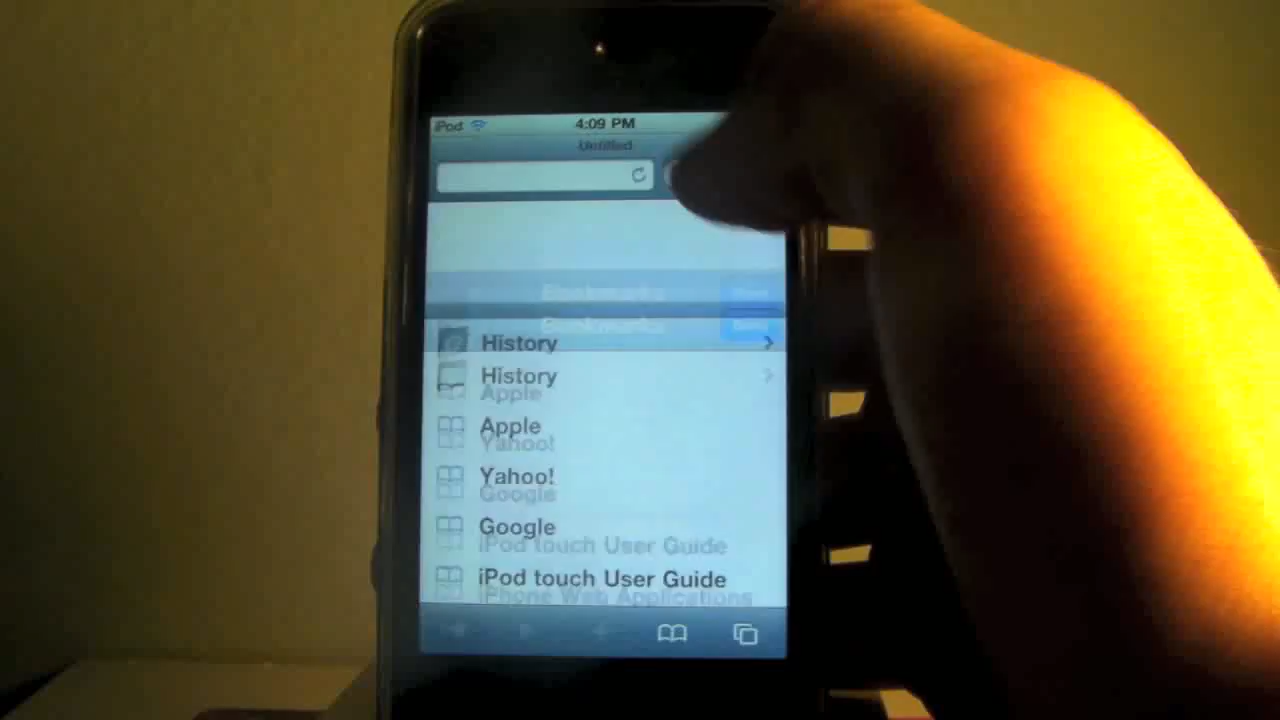 iPod 4:09 PM
Untitled
Bookmarks
Bookmarks
History
History
Apple
Apple
Yahoo!
Yahoo!
Google
Google
iPod touch User Guide
iPod touch User Guide
iPhone Web Applications